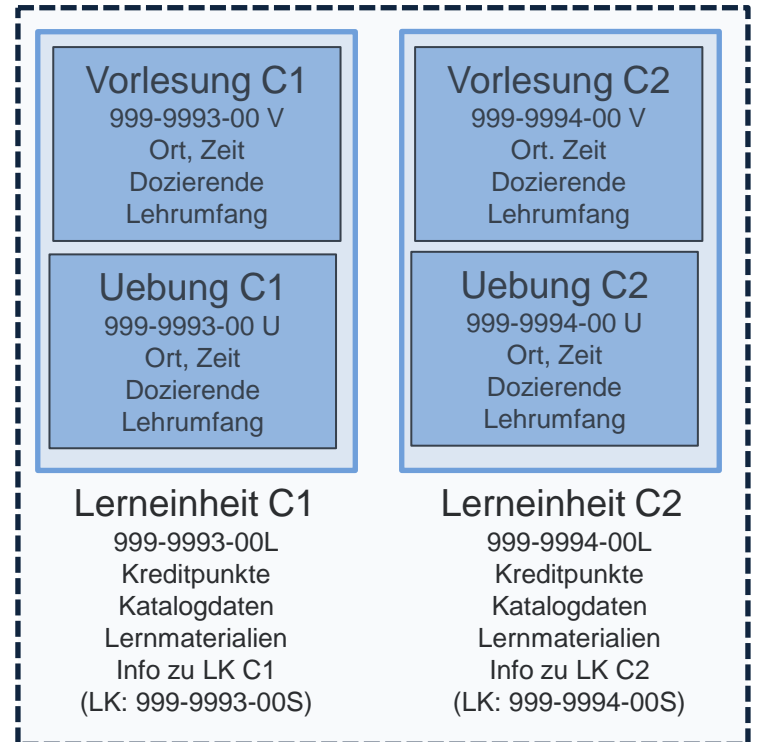 Vorlesung C1
999-9993-00 V
Ort, Zeit
Dozierende
Lehrumfang
Uebung C1
999-9993-00 U
Ort, Zeit
Dozierende
Lehrumfang
Lerneinheit C1
999-9993-00L
Kreditpunkte
Katalogdaten
Lernmaterialien
Info zu LK C1
(LK: 999-9993-00S)
Vorlesung C2
999-9994-00 V
Ort. Zeit
Dozierende
Lehrumfang
Uebung C2
999-9994-00 U
Ort, Zeit
Dozierende
Lehrumfang
Lerneinheit C2
999-9994-00L
Kreditpunkte
Katalogdaten
Lernmaterialien
Info zu LK C2
(LK: 999-9994-00S)